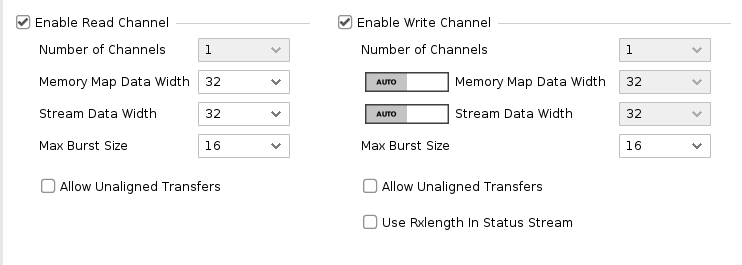 Enable Read Channel
Number of Channels 1
Memory Map Data Width 32
Stream Data Width 32
Max Burst Size 16
Allow Unaligned Transfers
Enable Write Channel
Number of Channels 1
AUTO Memory Map Data Width 32
AUTO Stream Data Width 32
Max Burst Size 16
Allow Unaligned Transfers
Use Rxlength In Status Stream